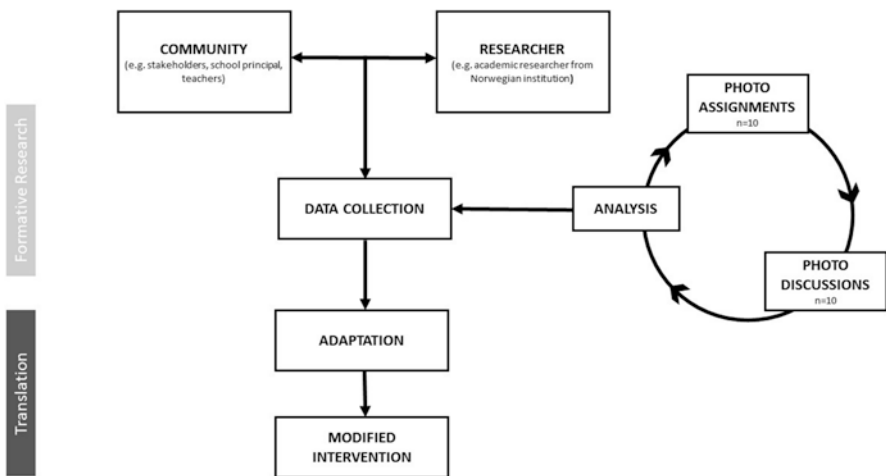 COMMUNITY
(e.g. stakeholders, school principal,
teachers)
RESEARCHER
(e.g. academic researcher from
Norwegian institution)
PHOTO
ASSIGNMENTS
n=10
Formative Research
DATA COLLECTION
ANALYSIS
PHOTO
DISCUSSIONS
n=10
Translation
ADAPTATION
MODIFIED
INTERVENTION